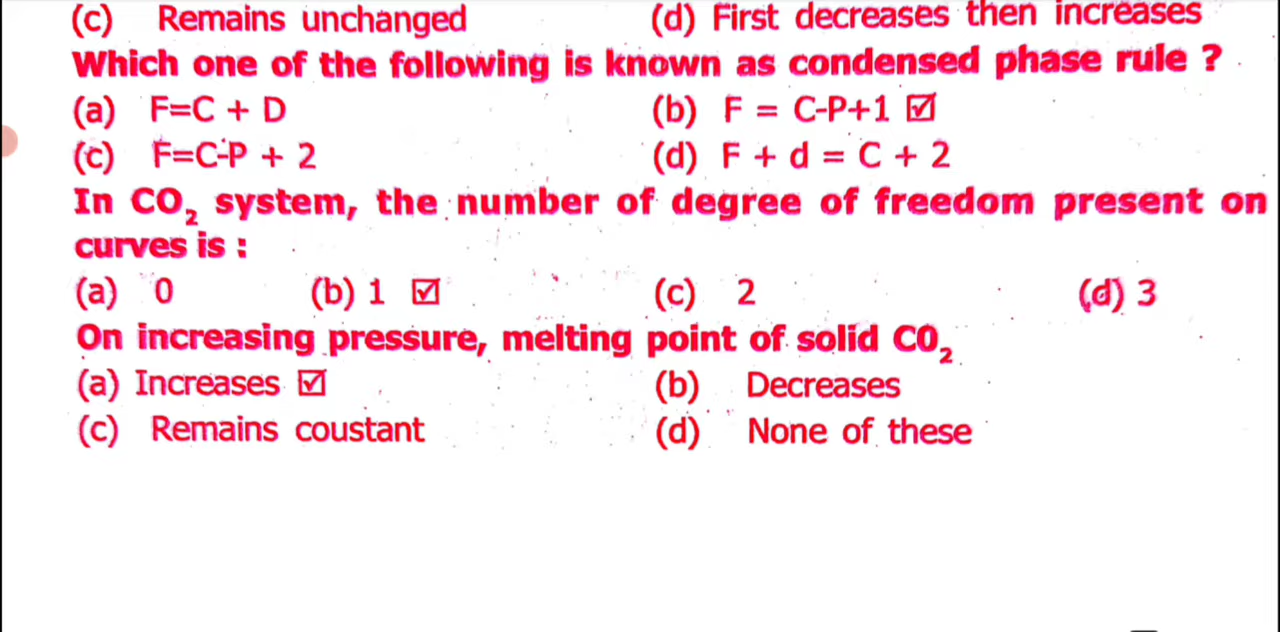 (c) Remains unchanged (d) First decreases then increases
Which one of the following is known as condensed phase rule ?
(a) F=C + D (b) F = C-P+1 ☑
(c) F=C-P + 2 (d) F + d = C + 2
In CO₂ system, the number of degree of freedom present on
curves is :
(a) 0 (b) 1 ☑ (c) 2 (d) 3
On increasing pressure, melting point of solid CO₂
(a) Increases ☑ (b) Decreases
(c) Remains coustant (d) None of these